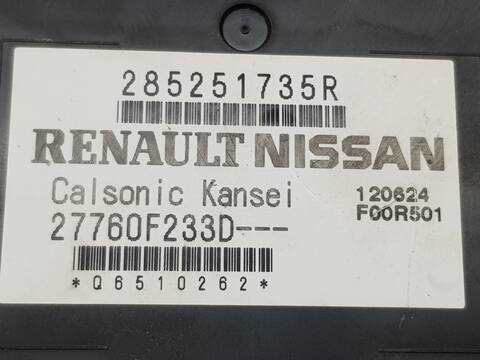 285251735R
RENAULT NISSAN
Calsonic Kansei
120624
27760F233D---
F00R501
*Q6510262*